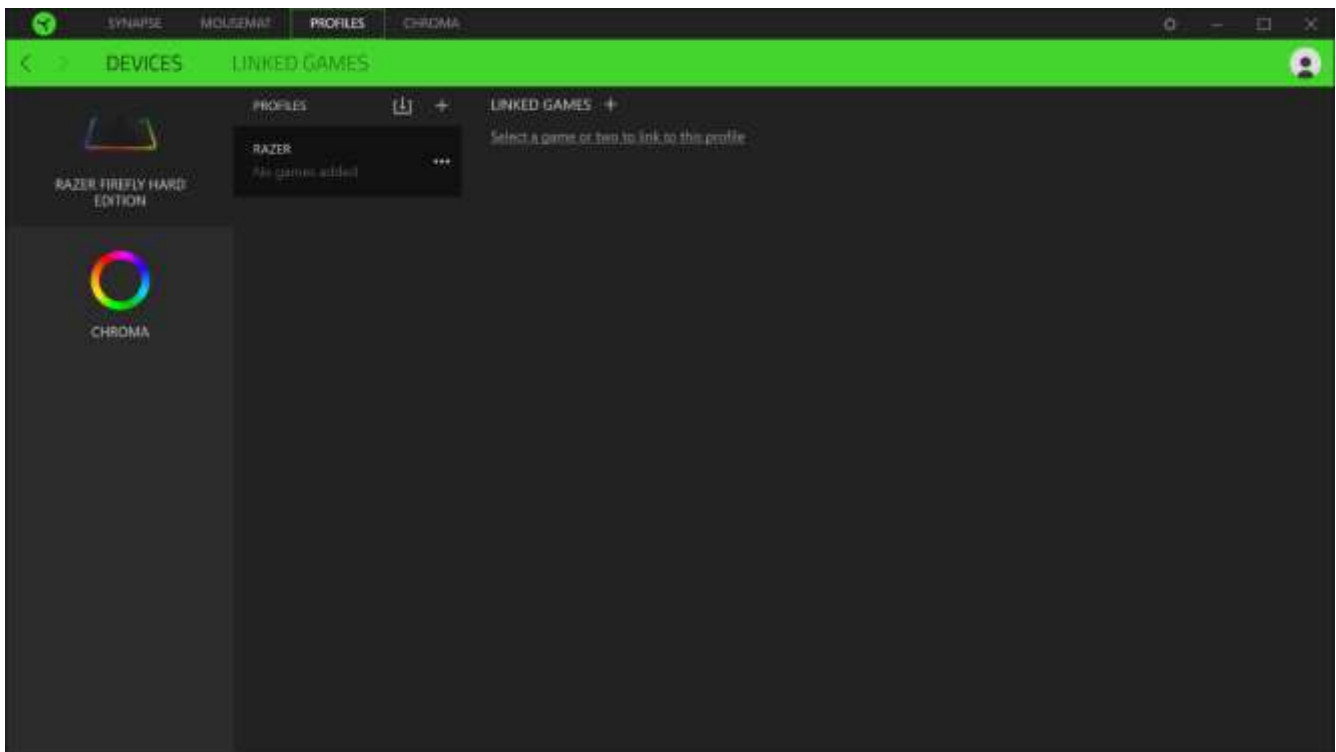 SYNAPSE MOUSEMAT PROFILES CHROMA
DEVICES LINKED GAMES
PROFILES
LINKED GAMES +
RAZER
No games added
Select a game or two to link to this profile
RAZER FIREFLY HARD
EDITION
CHROMA